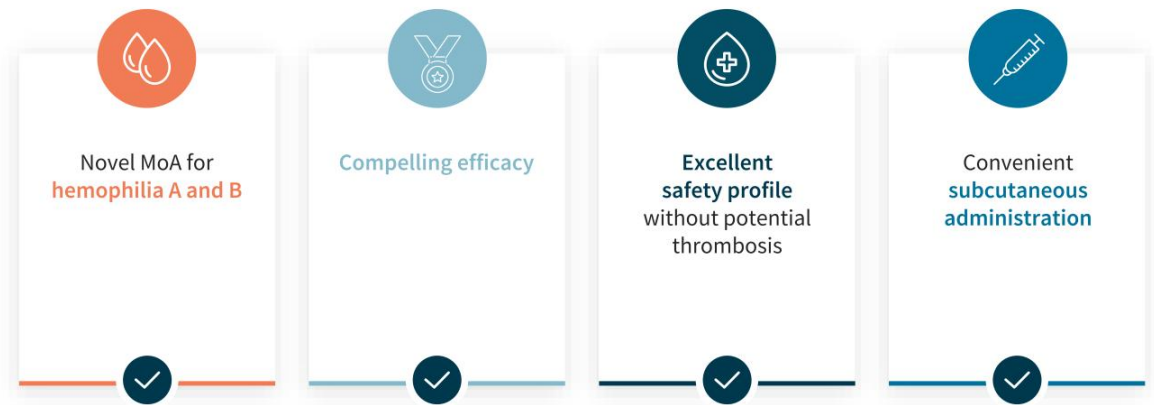 Novel MoA for
hemophilia A and B
Compelling efficacy
Excellent
safety profile
without potential
thrombosis
Convenient
subcutaneous
administration